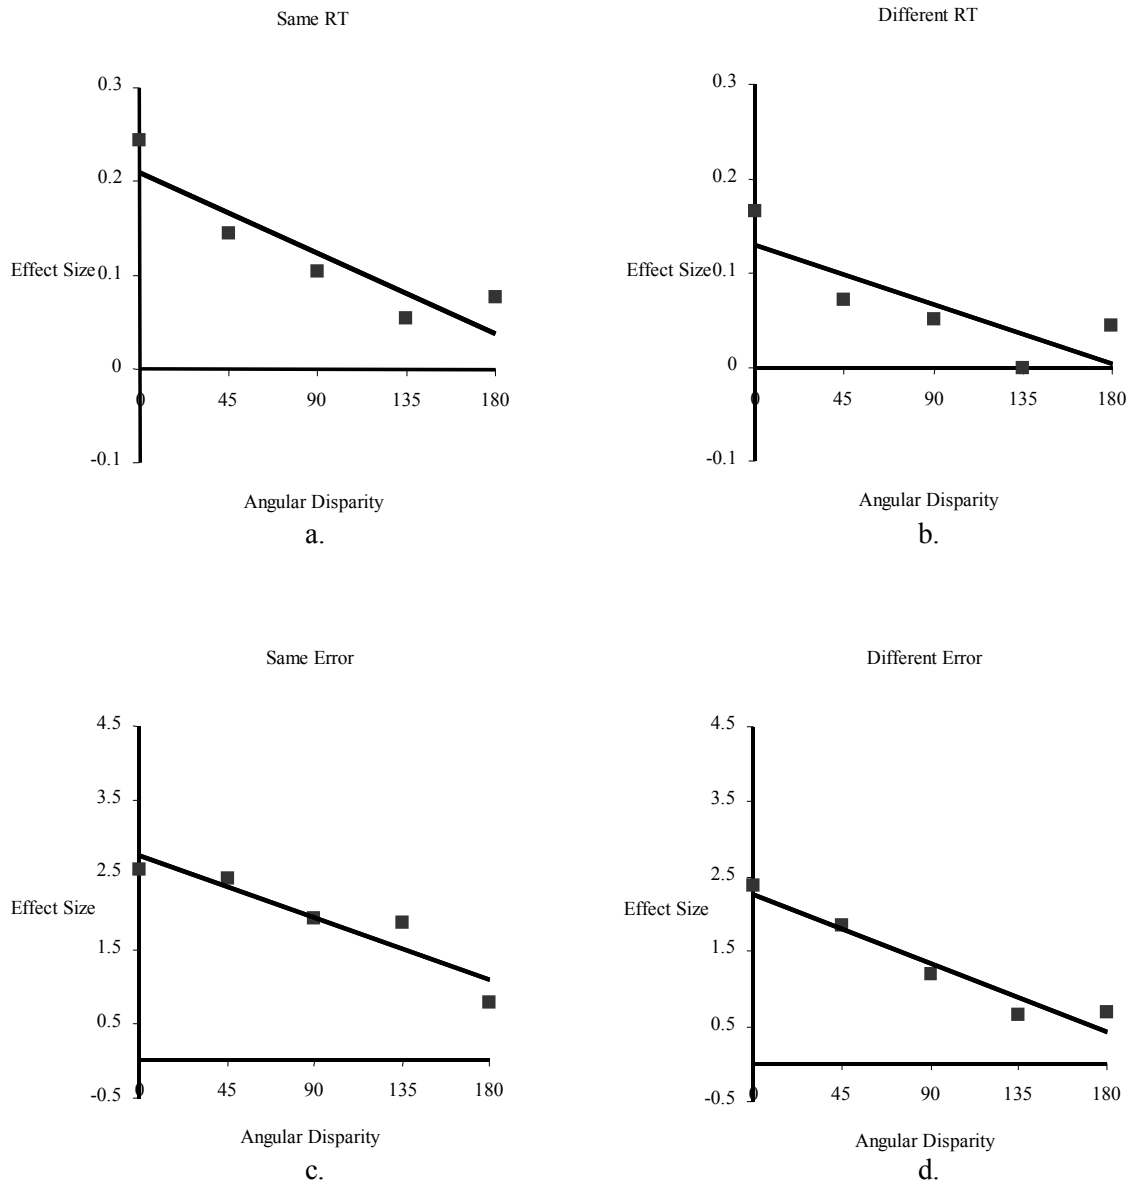 Same RT
0.3
0.2
Effect Size 0.1
0
0 45 90 135 180
-0.1
Angular Disparity
a.
Different RT
0.3
0.2
Effect Size 0.1
0
0 45 90 135 180
-0.1
Angular Disparity
b.
Same Error
4.5
3.5
2.5
Effect Size
1.5
0.5
0 45 90 135 180
-0.5
Angular Disparity
c.
Different Error
4.5
3.5
2.5
Effect Size
1.5
0.5
0 45 90 135 180
-0.5
Angular Disparity
d.